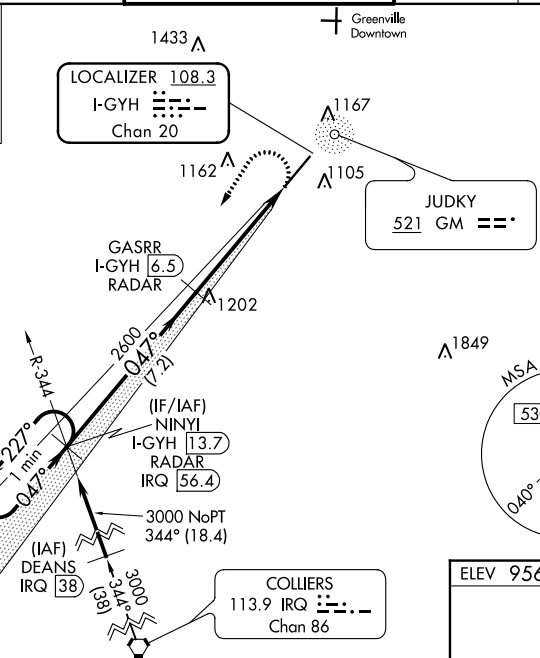 Greenville
Downtown
1433
LOCALIZER 108.3
I-GYH
Chan 20
1167
1162
1105
JUDKY
521 GM
GASRR
I-GYH 6.5
RADAR
1202
2600
047°
(7.2)
1849
MSA
53
040°
R-344
(IF/IAF)
NINYI
I-GYH 13.7
RADAR
IRQ 56.4
227°
1 min
047°
3000 NoPT
344° (18.4)
(IAF)
DEANS
IRQ 38
3000
344°
(38)
COLLIERS
113.9 IRQ
Chan 86
ELEV 956